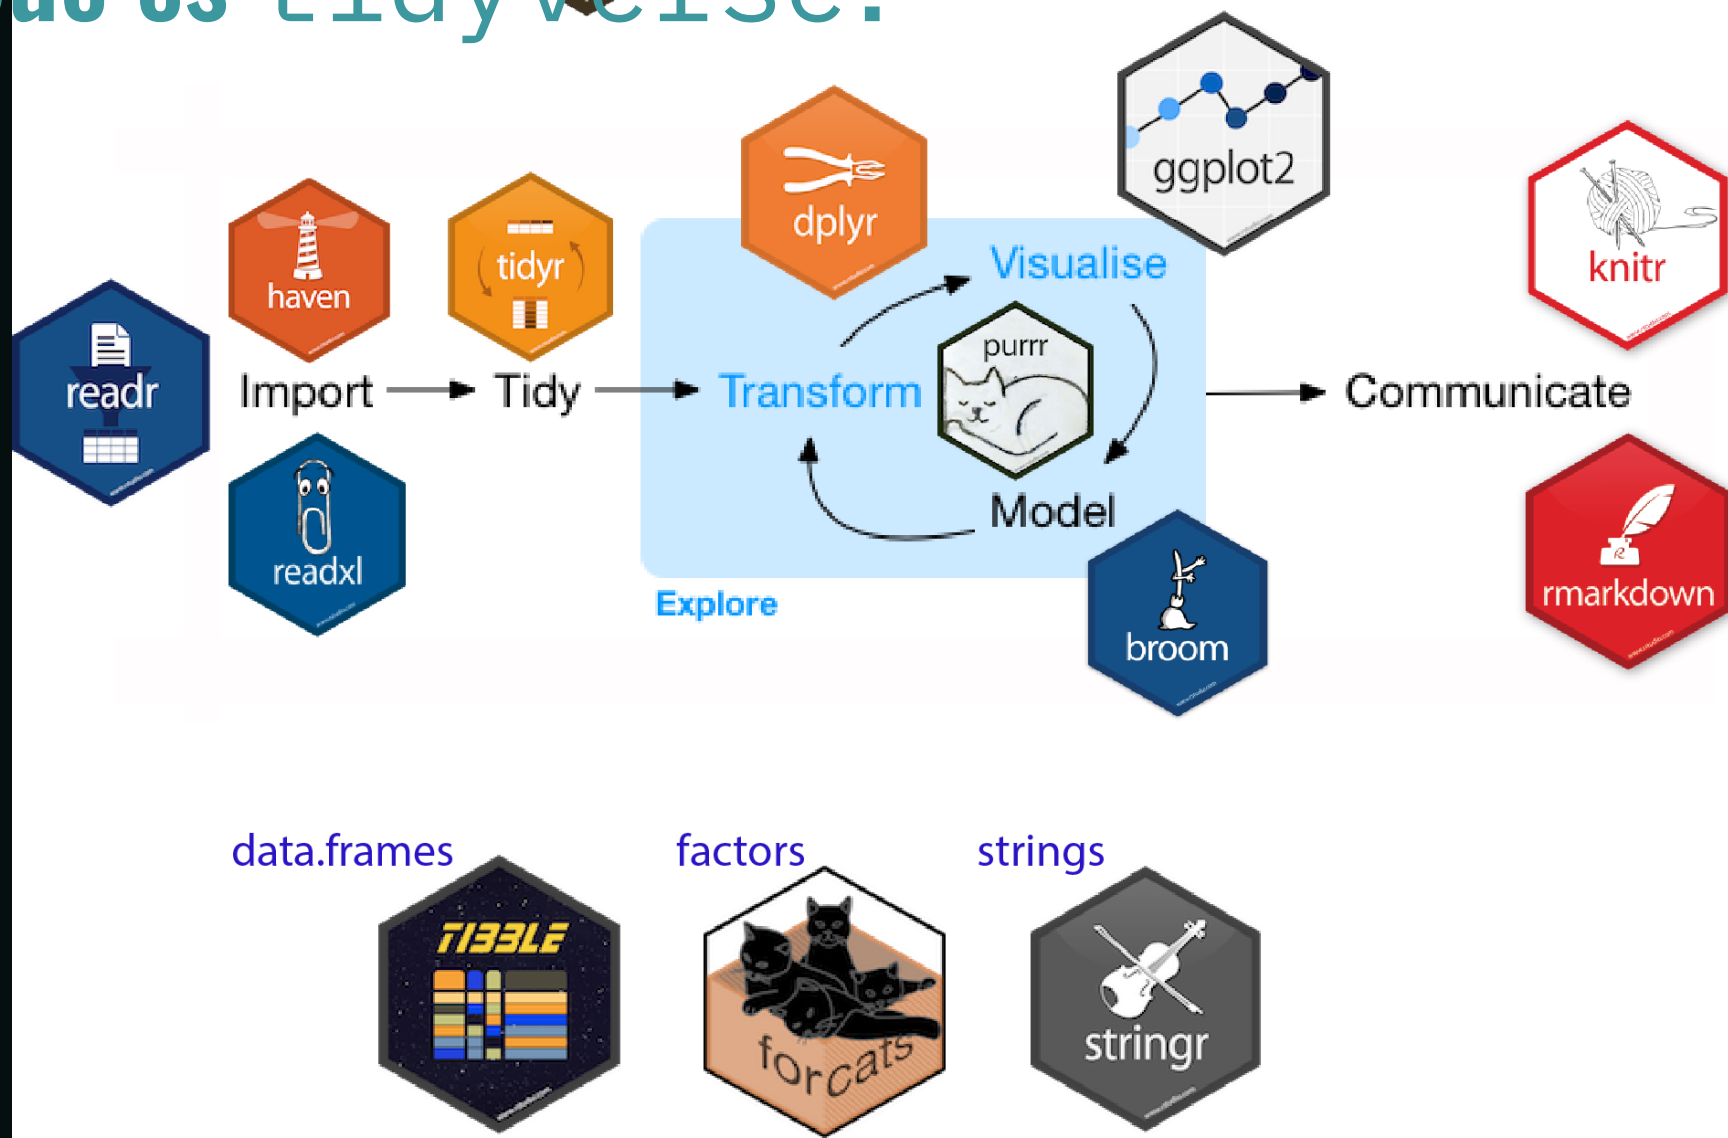 tidyverse.
ggplot2
dplyr
knitr
haven
tidyr
Visualise
readr
Import
Tidy
Transform
purrr
Communicate
Model
readxl
rmarkdown
Explore
broom
data.frames
factors
strings
TIBBLE
forcats
stringr